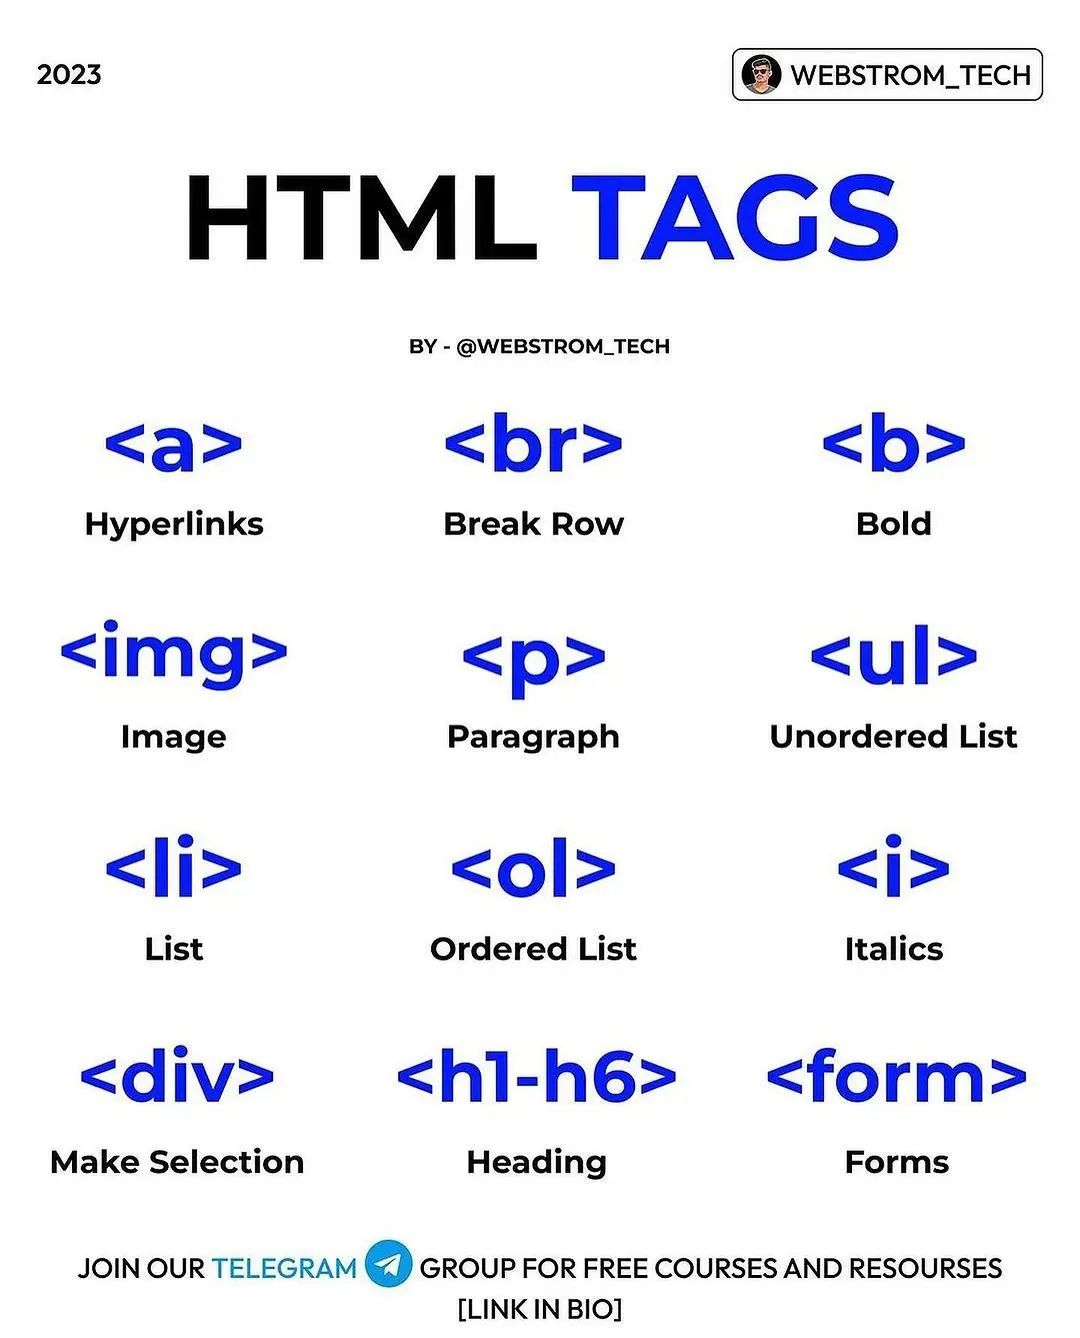 2023
WEBSTROM_TECH
HTML TAGS
BY - @WEBSTROM_TECH
<a> <br> <b>
Hyperlinks Break Row Bold
<img> <p> <ul>
Image Paragraph Unordered List
<li> <ol> <i>
List Ordered List Italics
<div> <h1-h6> <form>
Make Selection Heading Forms
JOIN OUR TELEGRAM GROUP FOR FREE COURSES AND RESOURSES
[LINK IN BIO]